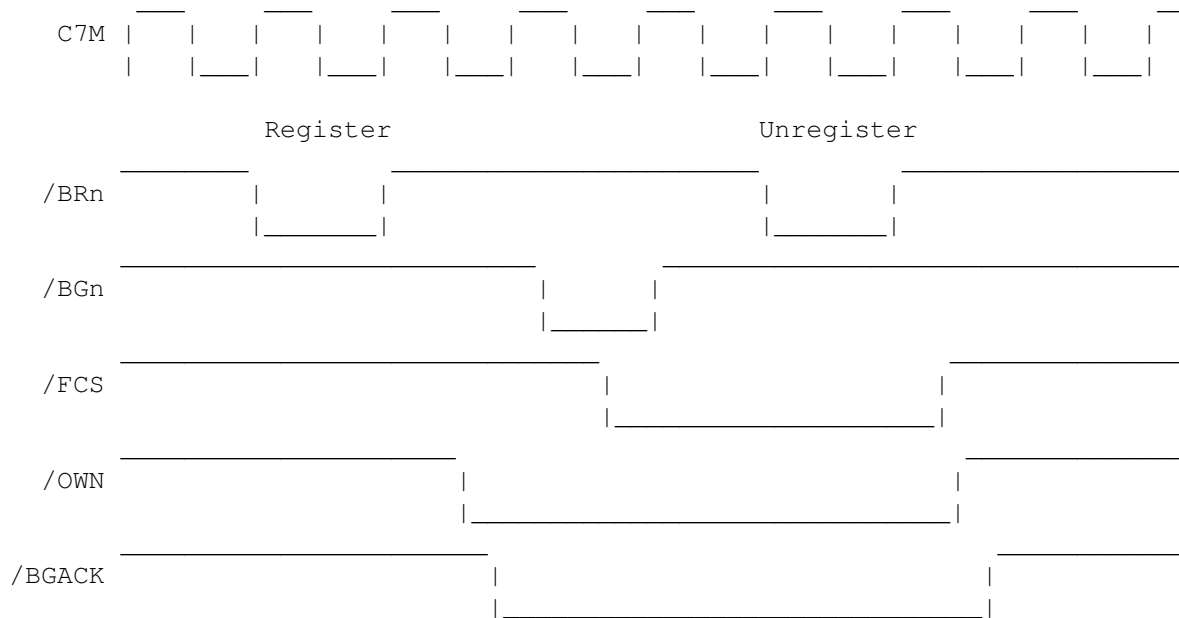 C7M
Register Unregister
/BRn
/BGn
/FCS
/OWN
/BGACK